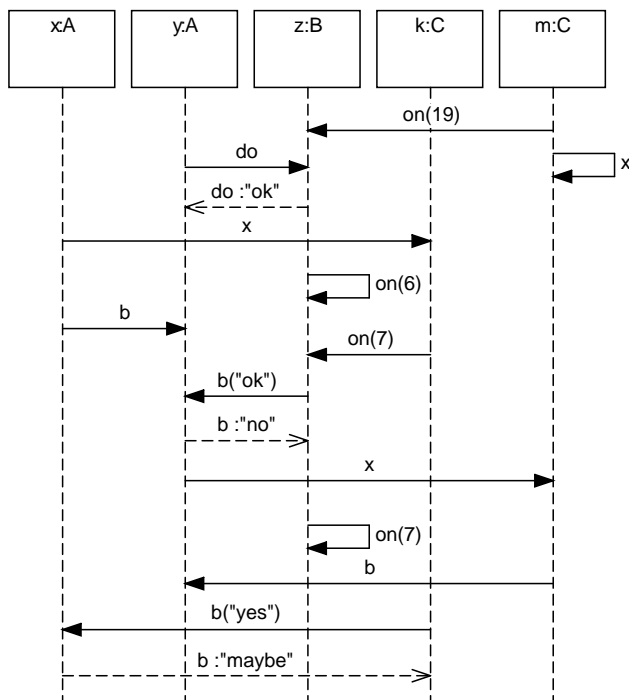 x:A
y:A
z:B
k:C
m:C
on(19)
do
x
do :"ok"
x
on(6)
b
on(7)
b("ok")
b :"no"
x
on(7)
b
b("yes")
b :"maybe"